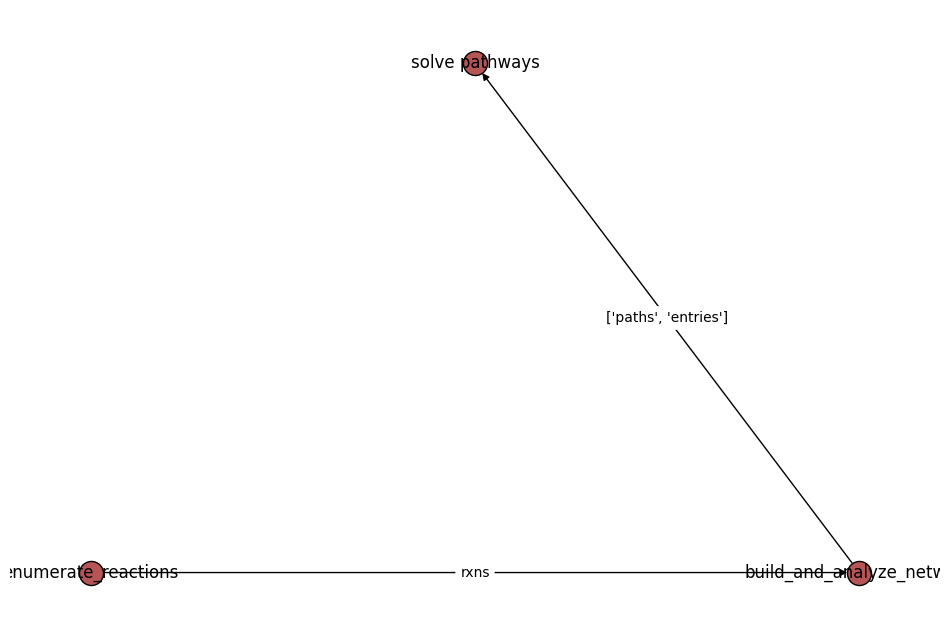 solve pathways
['paths', 'entries']
enumerate_reactions
rxns
build_and_analyze_netw